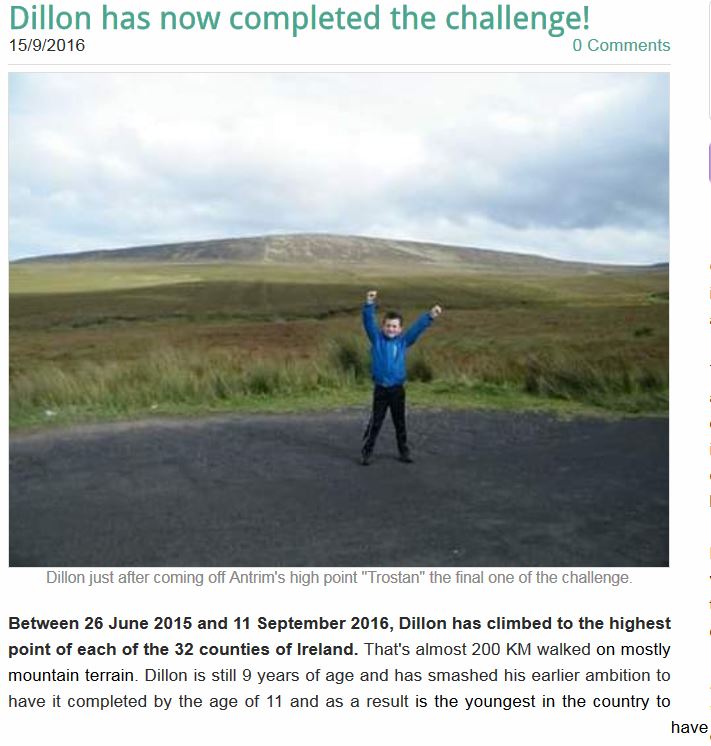 Dillon has now completed the challenge!
15/9/2016
0 Comments
Dillon just after coming off Antrim's high point "Trostan" the final one of the challenge.
Between 26 June 2015 and 11 September 2016, Dillon has climbed to the highest
point of each of the 32 counties of Ireland. That's almost 200 KM walked on mostly
mountain terrain. Dillon is still 9 years of age and has smashed his earlier ambition to
have it completed by the age of 11 and as a result is the youngest in the country to
have